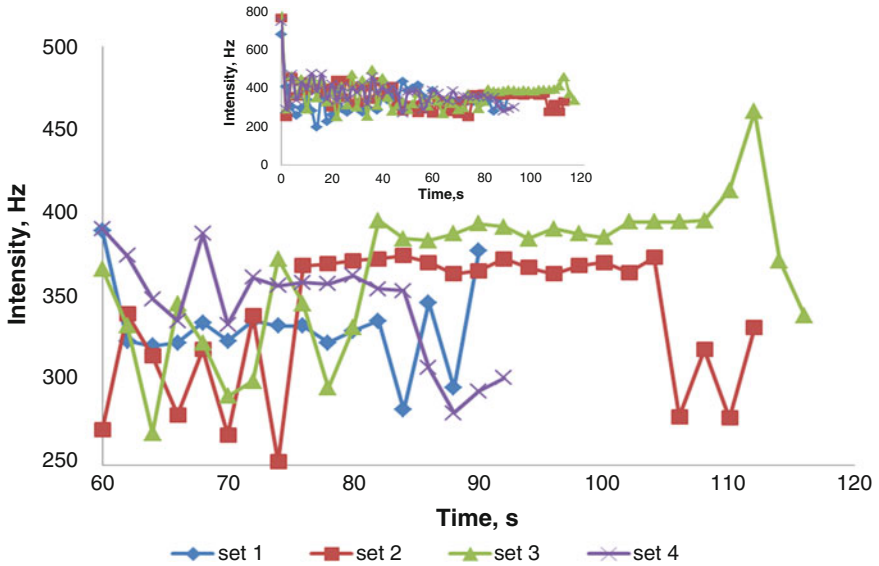 800
600
400
200
0
Intensity, Hz
0 20 40 60 80 100 120
Time,s
500
450
400
350
300
250
Intensity, Hz
60 70 80 90 100 110 120
Time, s
set 1 set 2 set 3 set 4